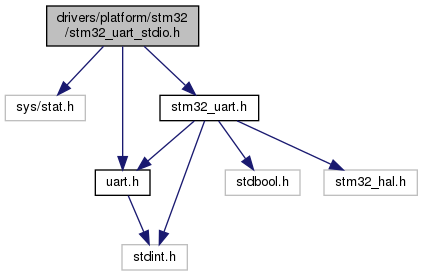 drivers/platform/stm32
/stm32_uart_stdio.h
sys/stat.h
stm32_uart.h
uart.h
stdbool.h
stm32_hal.h
stdint.h